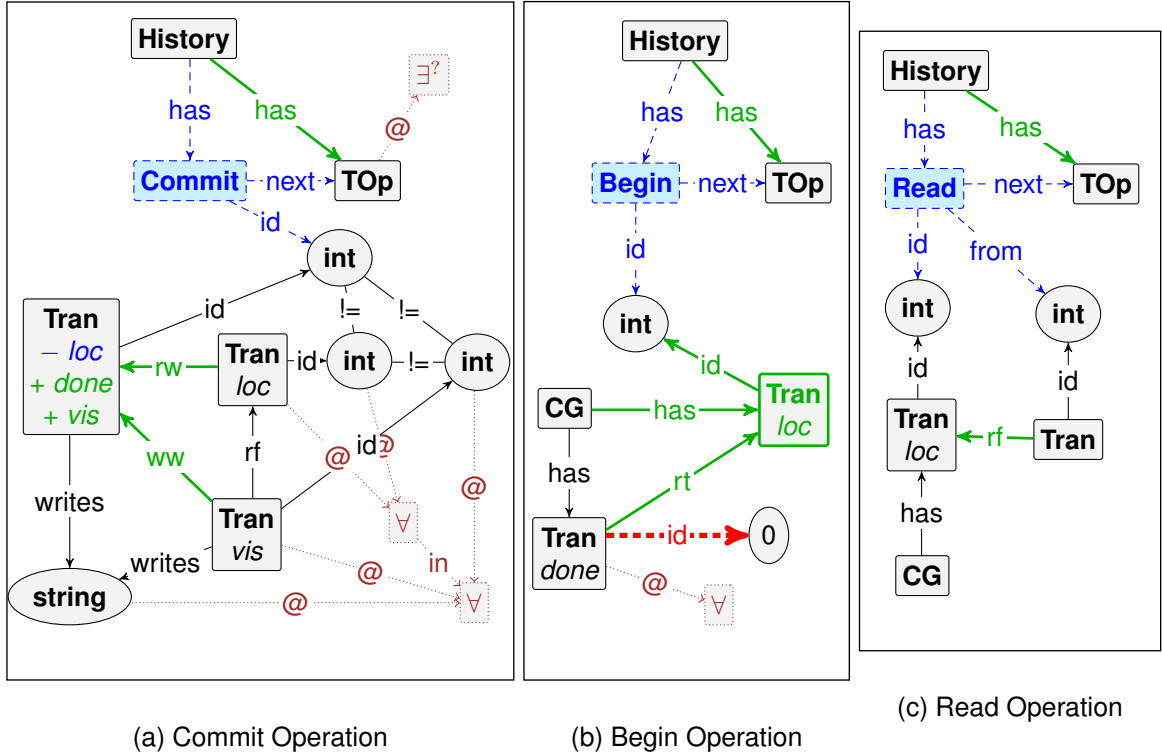 History
∃?
has
has
@
Commit
next
TOp
id
int
Tran
− loc
+ done
+ vis
id
!=
!=
rw
Tran
loc
id
int
!=
int
ww
rf
@
id
@
@
writes
∀
Tran
vis
writes
in
@
string
@
∀
(a) Commit Operation
History
has
has
Begin
next
TOp
id
int
id
CG
has
Tran
loc
has
rt
Tran
done
id
0
@
∀
(b) Begin Operation
History
has
has
Read
next
TOp
id
from
int
int
id
id
Tran
loc
rf
Tran
has
CG
(c) Read Operation